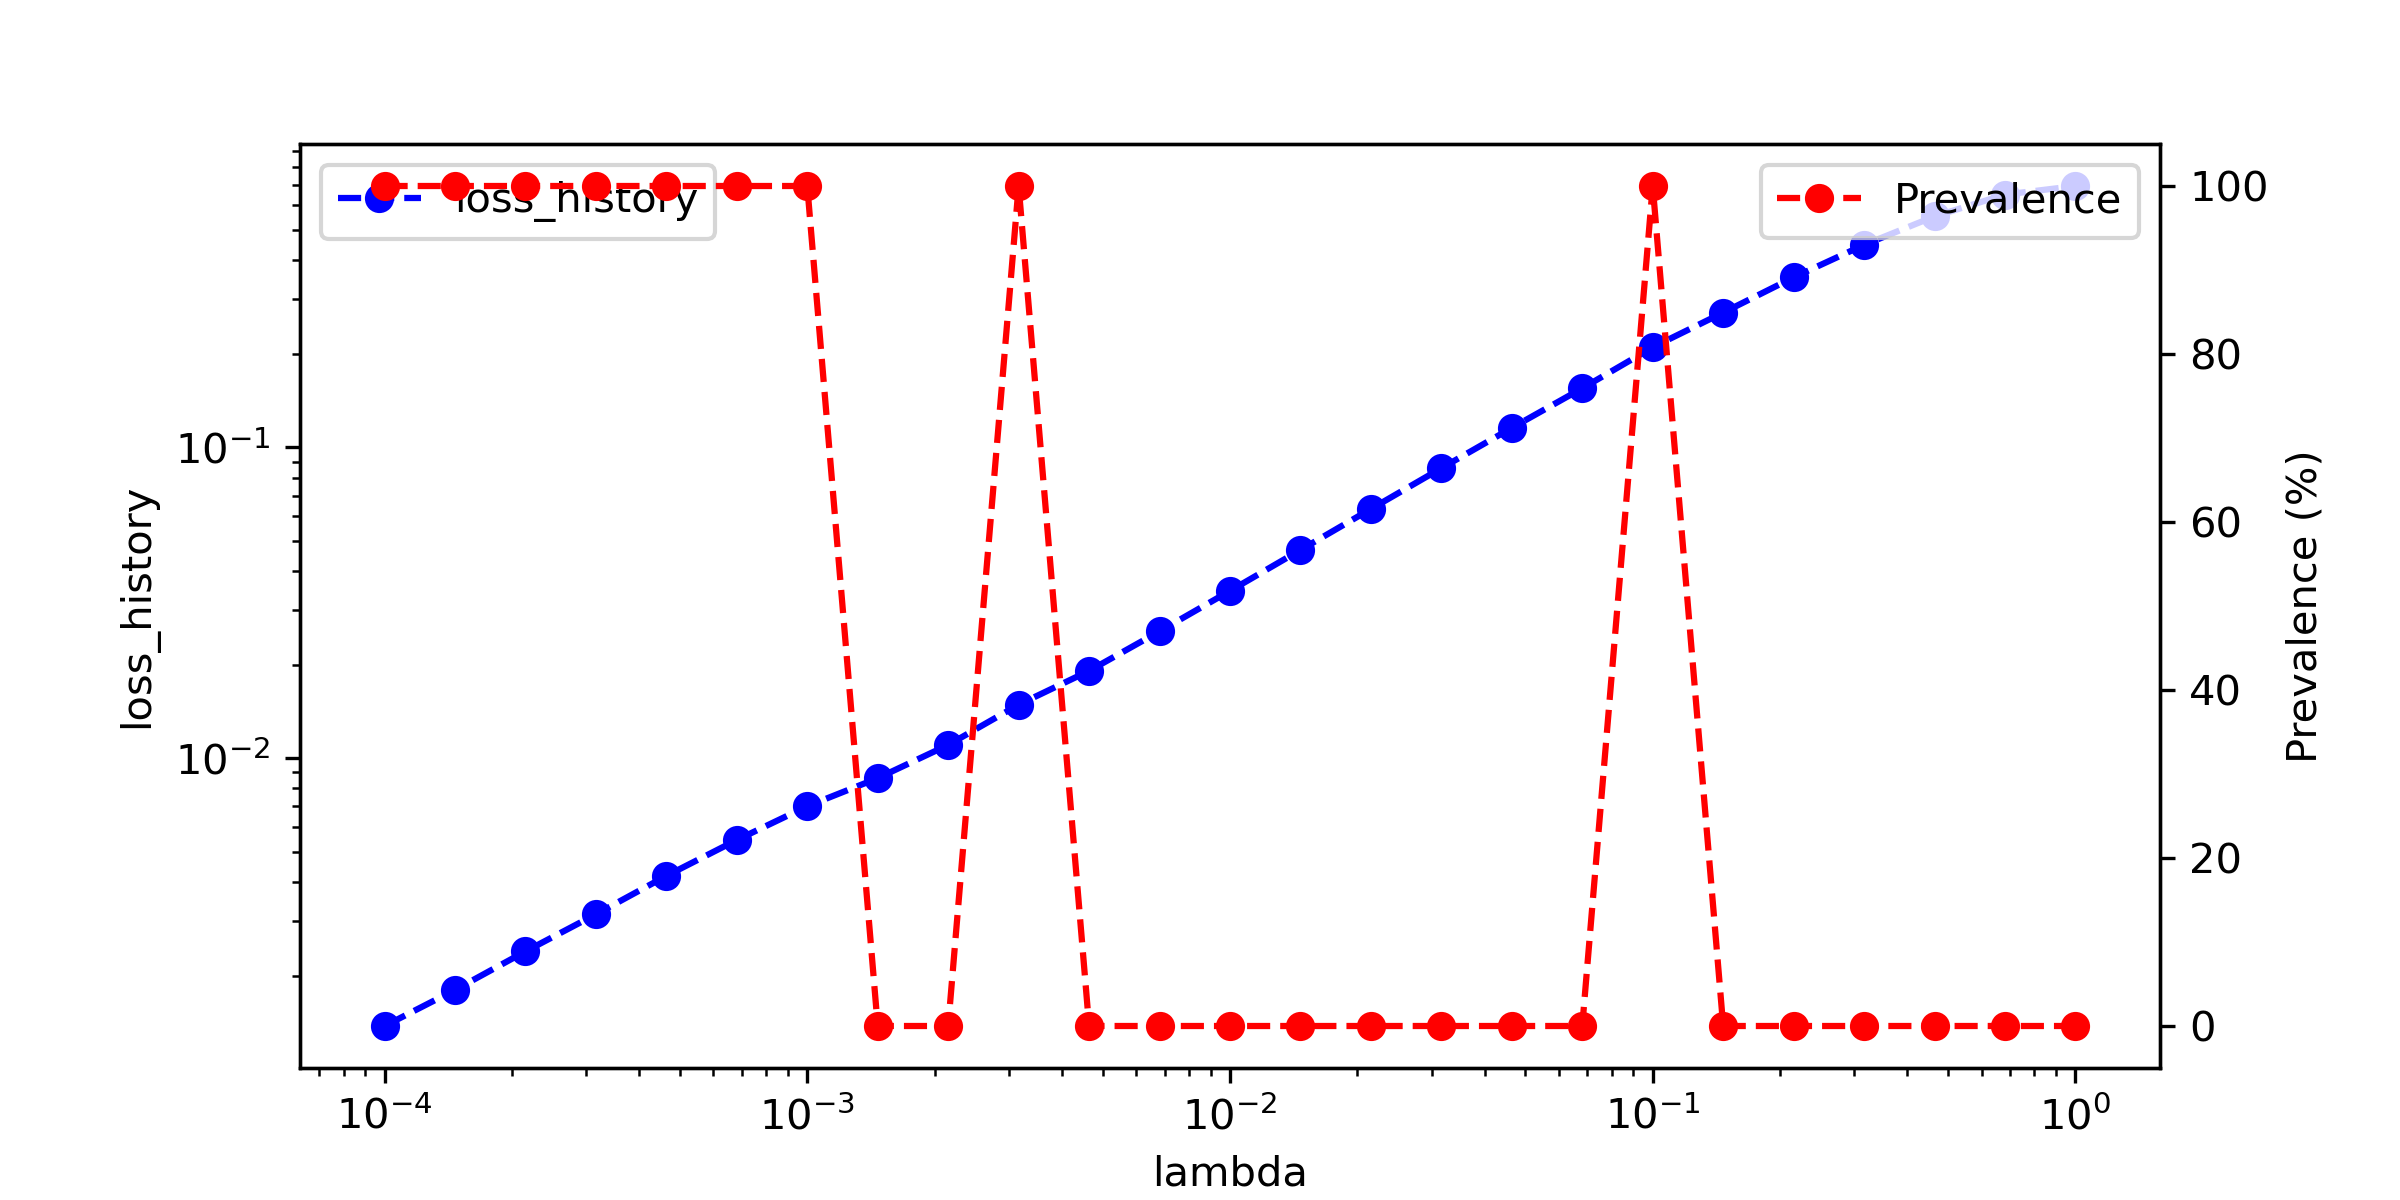 loss_history
Prevalence
100
80
60
40
20
0
10⁻¹
10⁻²
loss_history
Prevalence (%)
10⁻⁴ 10⁻³ 10⁻² 10⁻¹ 10⁰
lambda